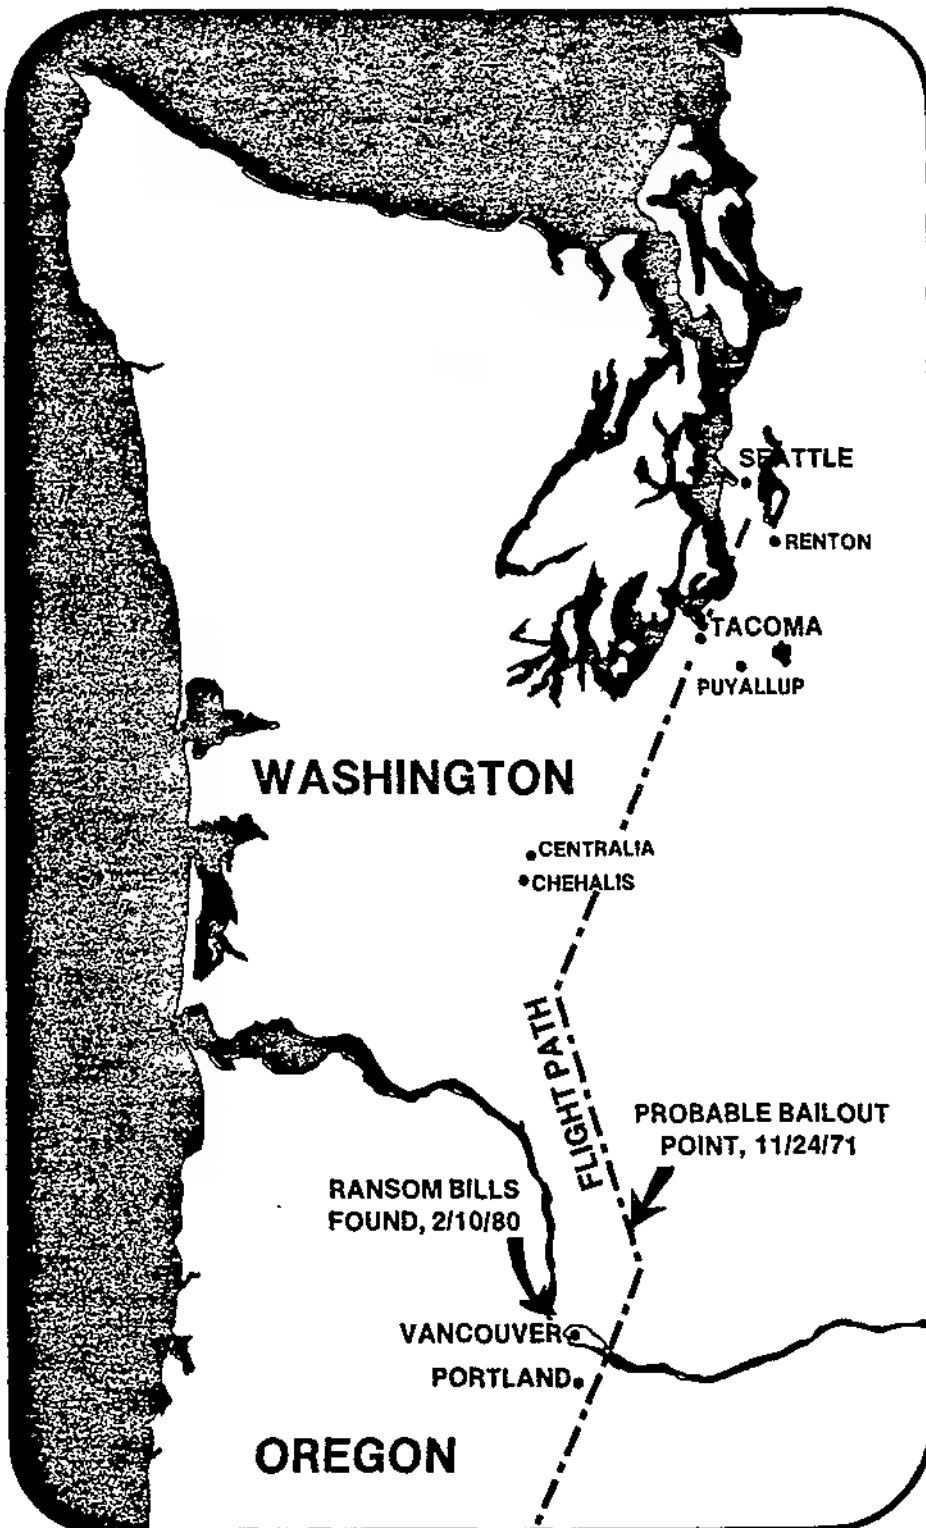 SEATTLE
RENTON
TACOMA
PUYALLUP
WASHINGTON
CENTRALIA
CHEHALIS
FLIGHT PATH
PROBABLE BAILOUT
POINT, 11/24/71
RANSOM BILLS
FOUND, 2/10/80
VANCOUVER
PORTLAND
OREGON